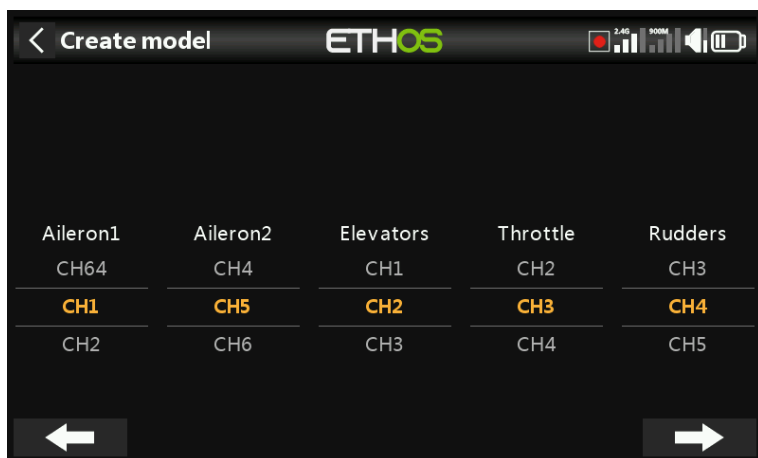 Create model ETHOS 2.4G 900M
Aileron1 Aileron2 Elevators Throttle Rudders
CH64 CH4 CH1 CH2 CH3
CH1 CH5 CH2 CH3 CH4
CH2 CH6 CH3 CH4 CH5